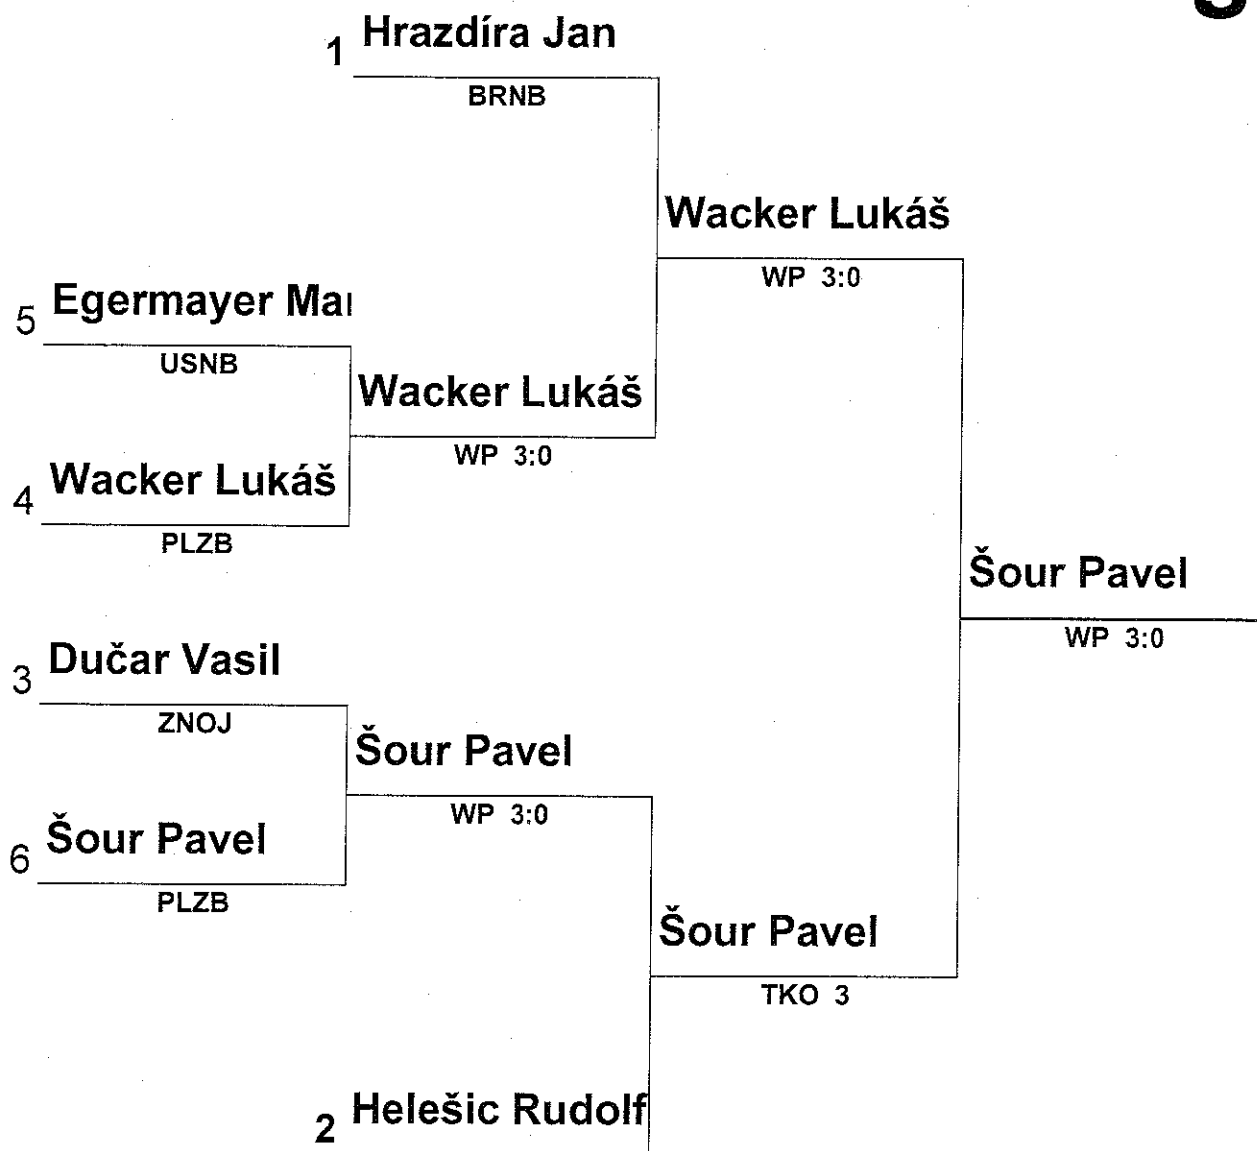 1 Hrazdíra Jan
BRNB
Wacker Lukáš
WP 3:0
5 Egermayer
USNB
Wacker Lukáš
WP 3:0
4 Wacker Lukáš
PLZB
Šour Pavel
WP 3:0
3 Dučar Vasil
ZNOJ
Šour Pavel
WP 3:0
6 Šour Pavel
PLZB
Šour Pavel
TKO 3
2 Helešic Rudolf